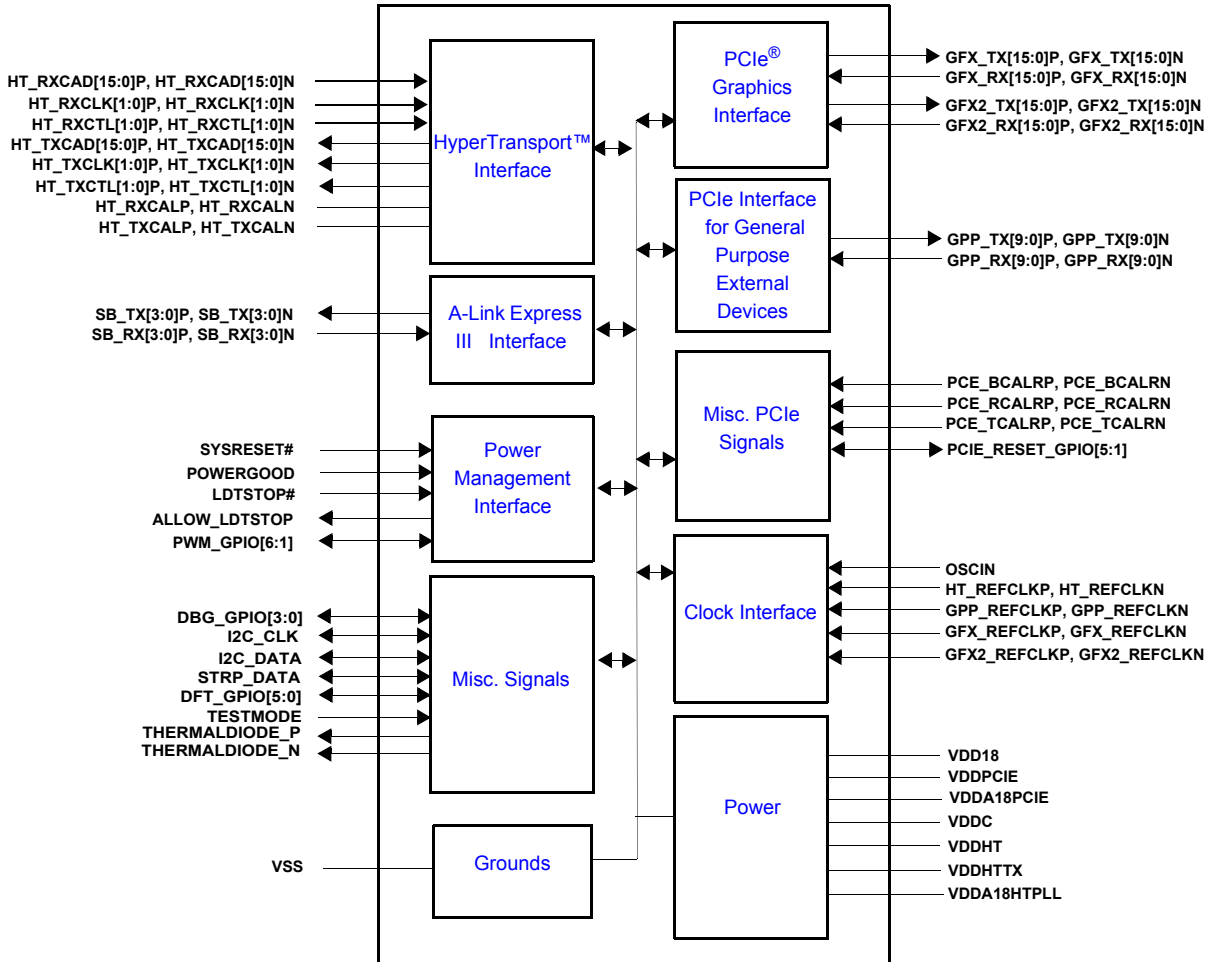 HT_RXCAD[15:0]P, HT_RXCAD[15:0]N
HT_RXCLK[1:0]P, HT_RXCLK[1:0]N
HT_RXCTL[1:0]P, HT_RXCTL[1:0]N
HT_TXCAD[15:0]P, HT_TXCAD[15:0]N
HT_TXCLK[1:0]P, HT_TXCLK[1:0]N
HT_TXCTL[1:0]P, HT_TXCTL[1:0]N
HT_RXCALP, HT_RXCALN
HT_TXCALP, HT_TXCALN
HyperTransport™
Interface
SB_TX[3:0]P, SB_TX[3:0]N
SB_RX[3:0]P, SB_RX[3:0]N
A-Link Express
III Interface
SYSRESET#
POWERGOOD
LDTSTOP#
ALLOW_LDTSTOP
PWM_GPIO[6:1]
Power
Management
Interface
DBG_GPIO[3:0]
I2C_CLK
I2C_DATA
STRP_DATA
DFT_GPIO[5:0]
TESTMODE
THERMALDIODE_P
THERMALDIODE_N
Misc. Signals
VSS
Grounds
PCIe®
Graphics
Interface
GFX_TX[15:0]P, GFX_TX[15:0]N
GFX_RX[15:0]P, GFX_RX[15:0]N
GFX2_TX[15:0]P, GFX2_TX[15:0]N
GFX2_RX[15:0]P, GFX2_RX[15:0]N
PCIe Interface
for General
Purpose
External
Devices
GPP_TX[9:0]P, GPP_TX[9:0]N
GPP_RX[9:0]P, GPP_RX[9:0]N
Misc. PCIe
Signals
PCE_BCALRP, PCE_BCALRN
PCE_RCALRP, PCE_RCALRN
PCE_TCALRP, PCE_TCALRN
PCIE_RESET_GPIO[5:1]
Clock Interface
OSCIN
HT_REFCLKP, HT_REFCLKN
GPP_REFCLKP, GPP_REFCLKN
GFX_REFCLKP, GFX_REFCLKN
GFX2_REFCLKP, GFX2_REFCLKN
Power
VDD18
VDDPCIE
VDDA18PCIE
VDDC
VDDHT
VDDHTTX
VDDA18HTPLL